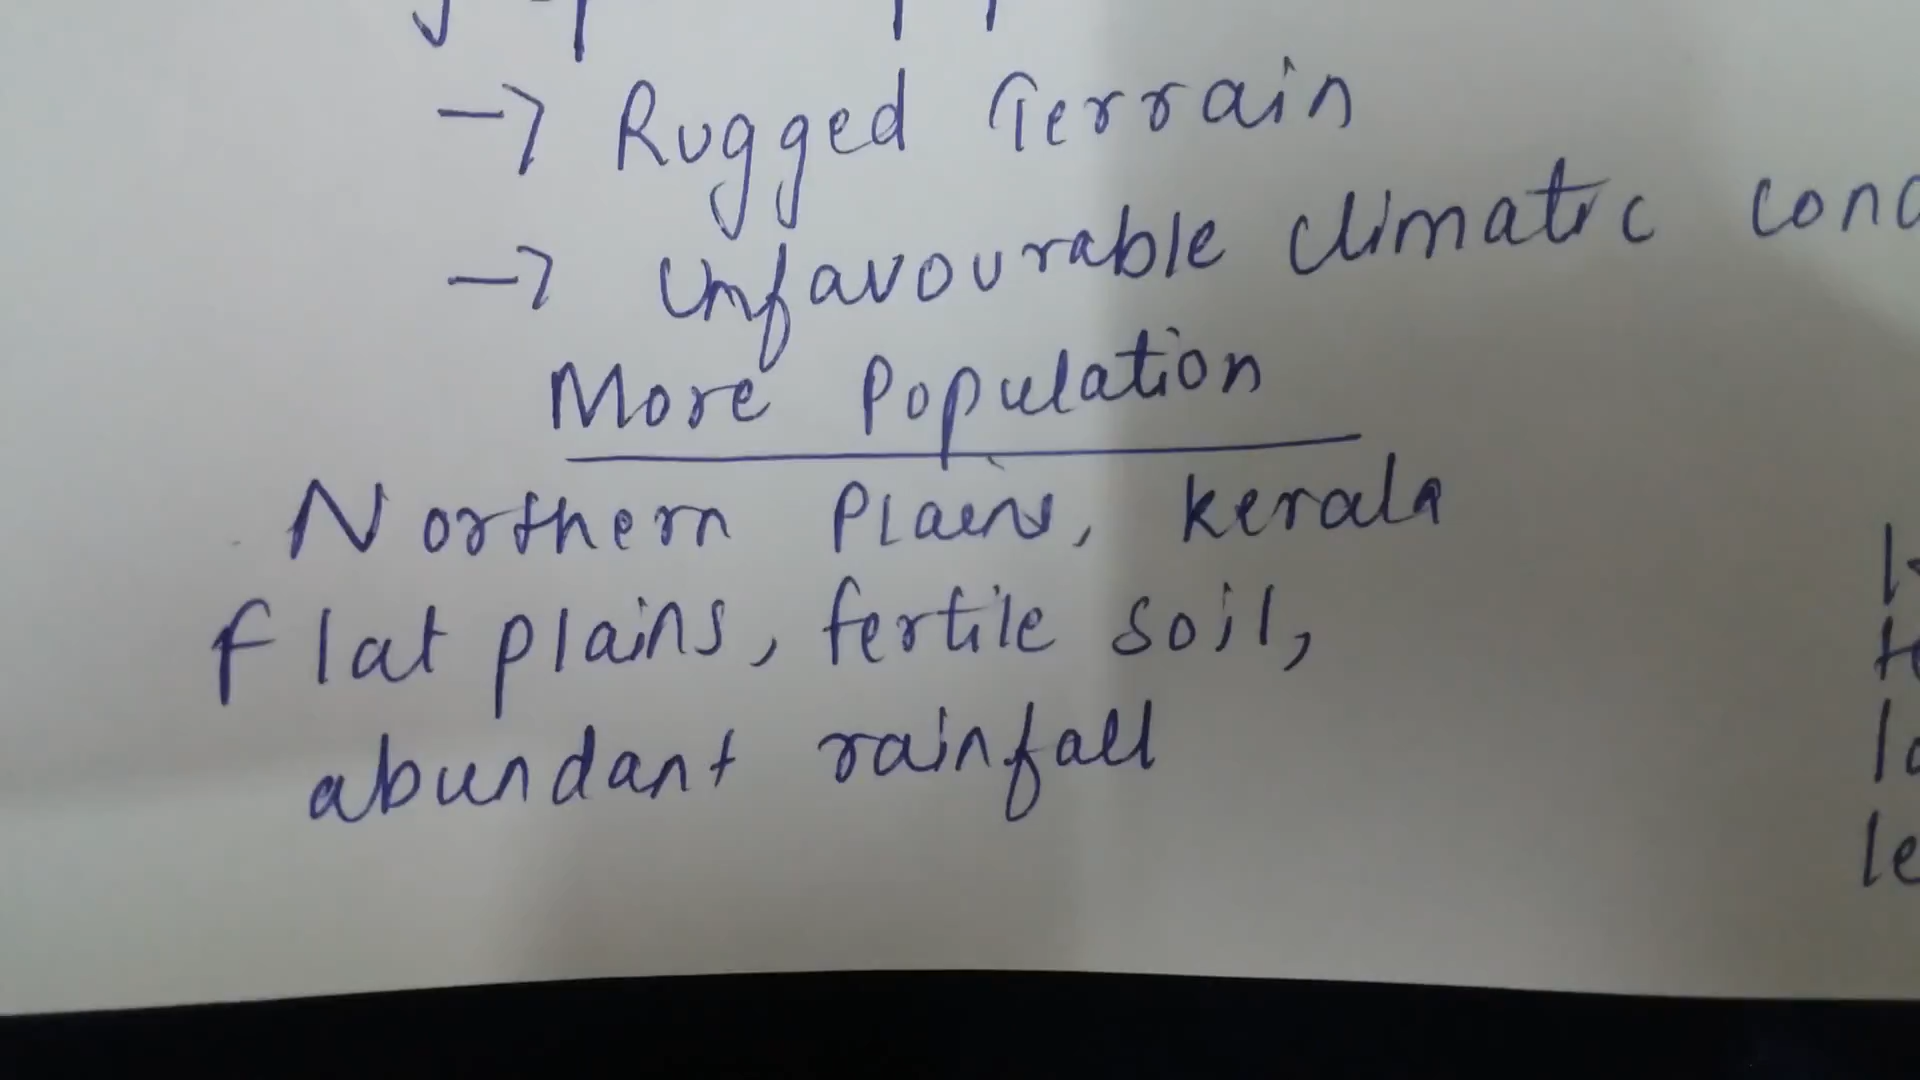 → Rugged Terrain
→ Unfavourable climatic
More Population
Northern Plains, Kerala
Flat plains, fertile soil,
abundant rainfall